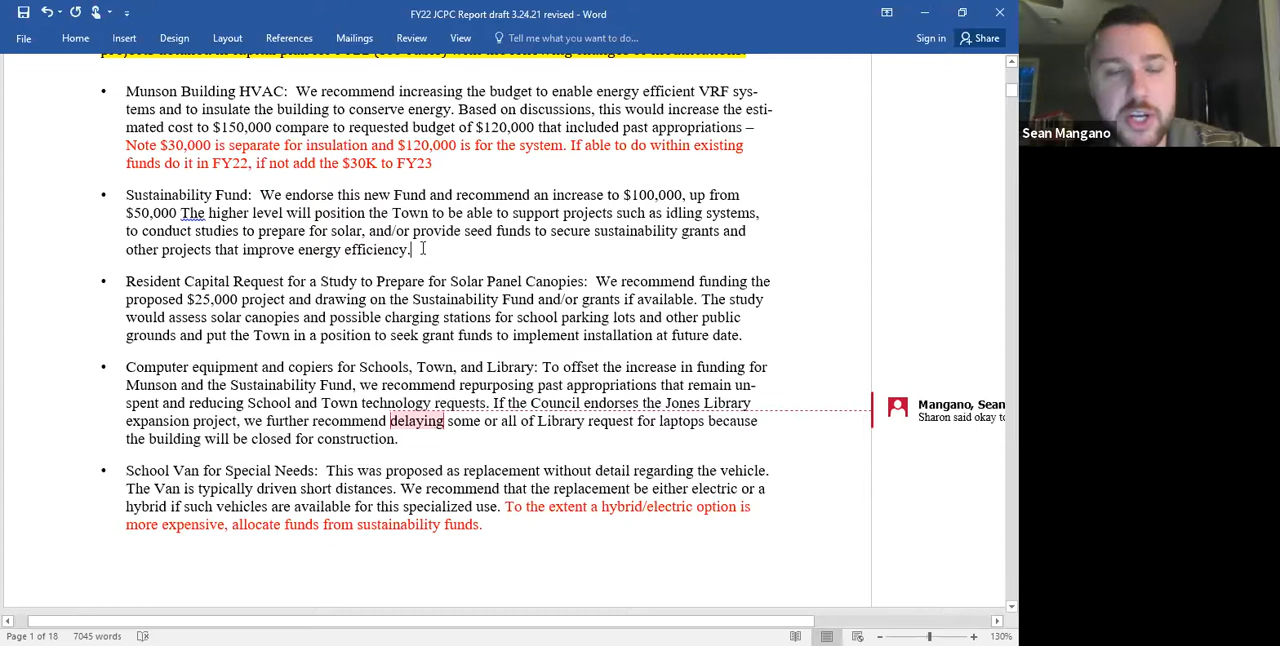 FY22 JCPC Report draft 3.24.21 revised - Word
File Home Insert Design Layout References Mailings Review View Tell me what you want to do... Sign in Share
• Munson Building HVAC: We recommend increasing the budget to enable energy efficient VRF sys-
tems and to insulate the building to conserve energy. Based on discussions, this would increase the esti-
mated cost to $150,000 compare to requested budget of $120,000 that included past appropriations –
Note $30,000 is separate for insulation and $120,000 is for the system. If able to do within existing
funds do it in FY22, if not add the $30K to FY23
• Sustainability Fund: We endorse this new Fund and recommend an increase to $100,000, up from
$50,000 The higher level will position the Town to be able to support projects such as idling systems,
to conduct studies to prepare for solar, and/or provide seed funds to secure sustainability grants and
other projects that improve energy efficiency.
• Resident Capital Request for a Study to Prepare for Solar Panel Canopies: We recommend funding the
proposed $25,000 project and drawing on the Sustainability Fund and/or grants if available. The study
would assess solar canopies and possible charging stations for school parking lots and other public
grounds and put the Town in a position to seek grant funds to implement installation at future date.
• Computer equipment and copiers for Schools, Town, and Library: To offset the increase in funding for
Munson and the Sustainability Fund, we recommend repurposing past appropriations that remain un-
spent and reducing School and Town technology requests. If the Council endorses the Jones Library
expansion project, we further recommend delaying some or all of Library request for laptops because
the building will be closed for construction.
• School Van for Special Needs: This was proposed as replacement without detail regarding the vehicle.
The Van is typically driven short distances. We recommend that the replacement be either electric or a
hybrid if such vehicles are available for this specialized use. To the extent a hybrid/electric option is
more expensive, allocate funds from sustainability funds.
Mangano, Sean
Sharon said okay to
Page 1 of 18 7045 words
130%
Sean Mangano